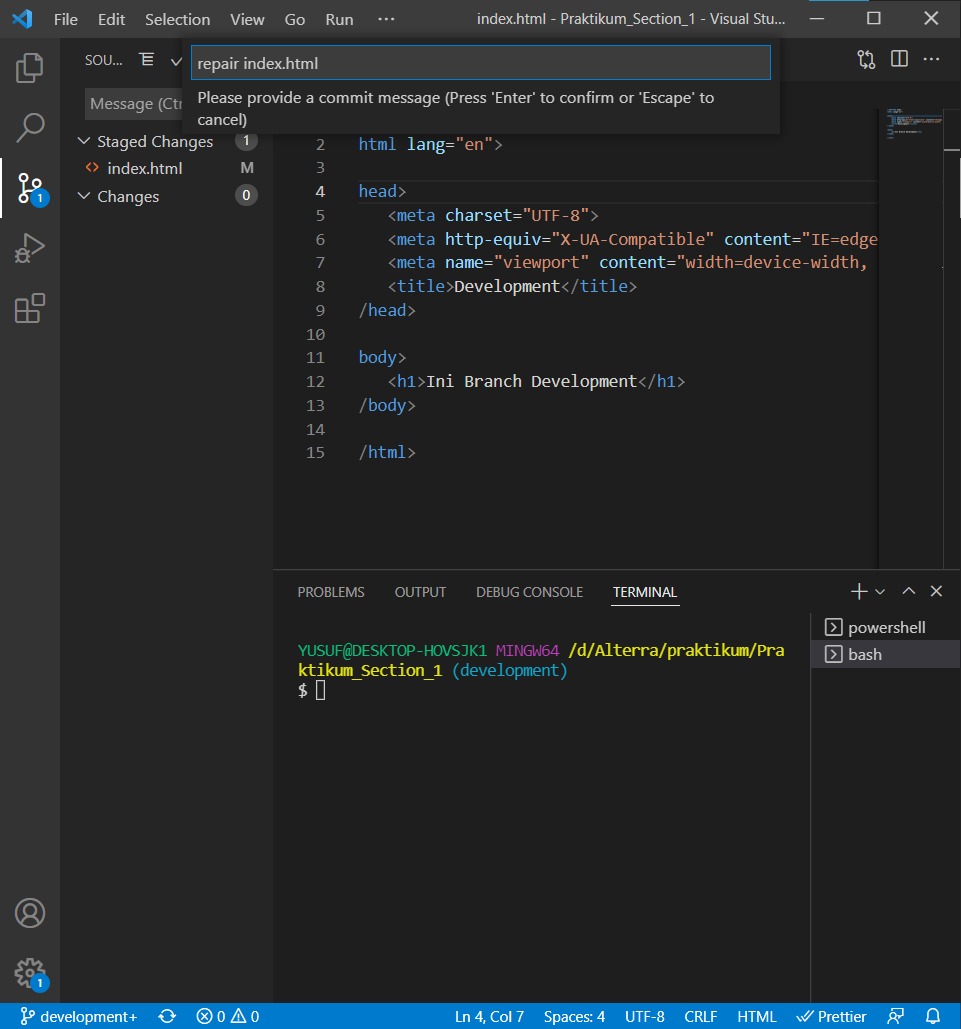 File Edit Selection View Go Run ··· index.html - Praktikum_Section_1 - Visual Stu...
SOU...
repair index.html
Please provide a commit message (Press 'Enter' to confirm or 'Escape' to
cancel)
Message (Ctr
Staged Changes 1
index.html M
Changes 0
2 html lang="en">
3
4 head>
5 <meta charset="UTF-8">
6 <meta http-equiv="X-UA-Compatible" content="IE=edge
7 <meta name="viewport" content="width=device-width,
8 <title>Development</title>
9 /head>
10
11 body>
12 <h1>Ini Branch Development</h1>
13 /body>
14
15 /html>
1
PROBLEMS OUTPUT DEBUG CONSOLE TERMINAL
YUSUF@DESKTOP-HOVSJK1 MINGW64 /d/Alterra/praktikum/Pra
ktikum_Section_1 (development)
$
powershell
bash
1
development+ 0 0 Ln 4, Col 7 Spaces: 4 UTF-8 CRLF HTML Prettier